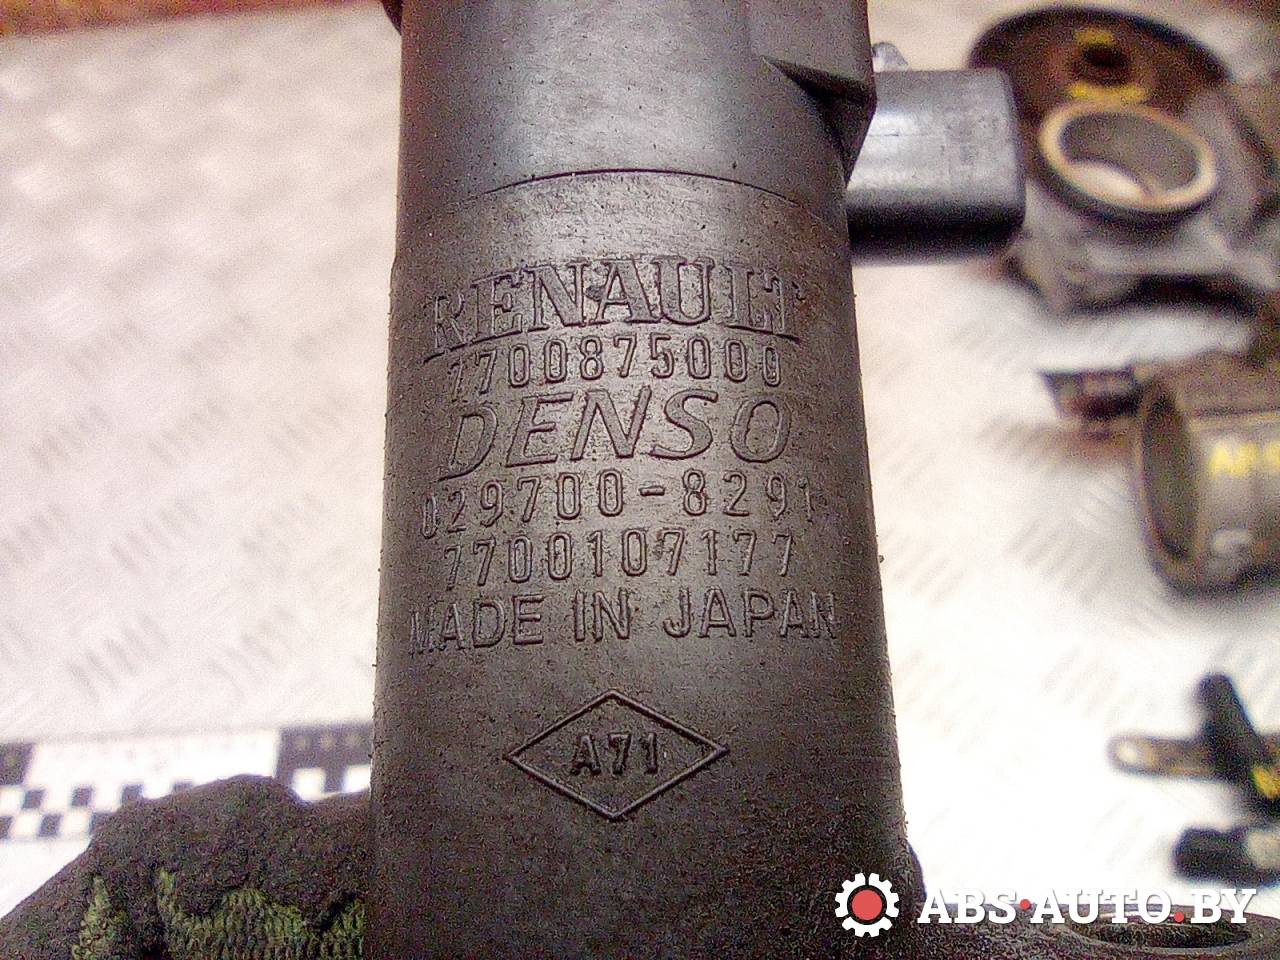 RENAULT
7700875000
DENSO
029700-8291
7700107177
MADE IN JAPAN
A71
ABS·AUTO.BY